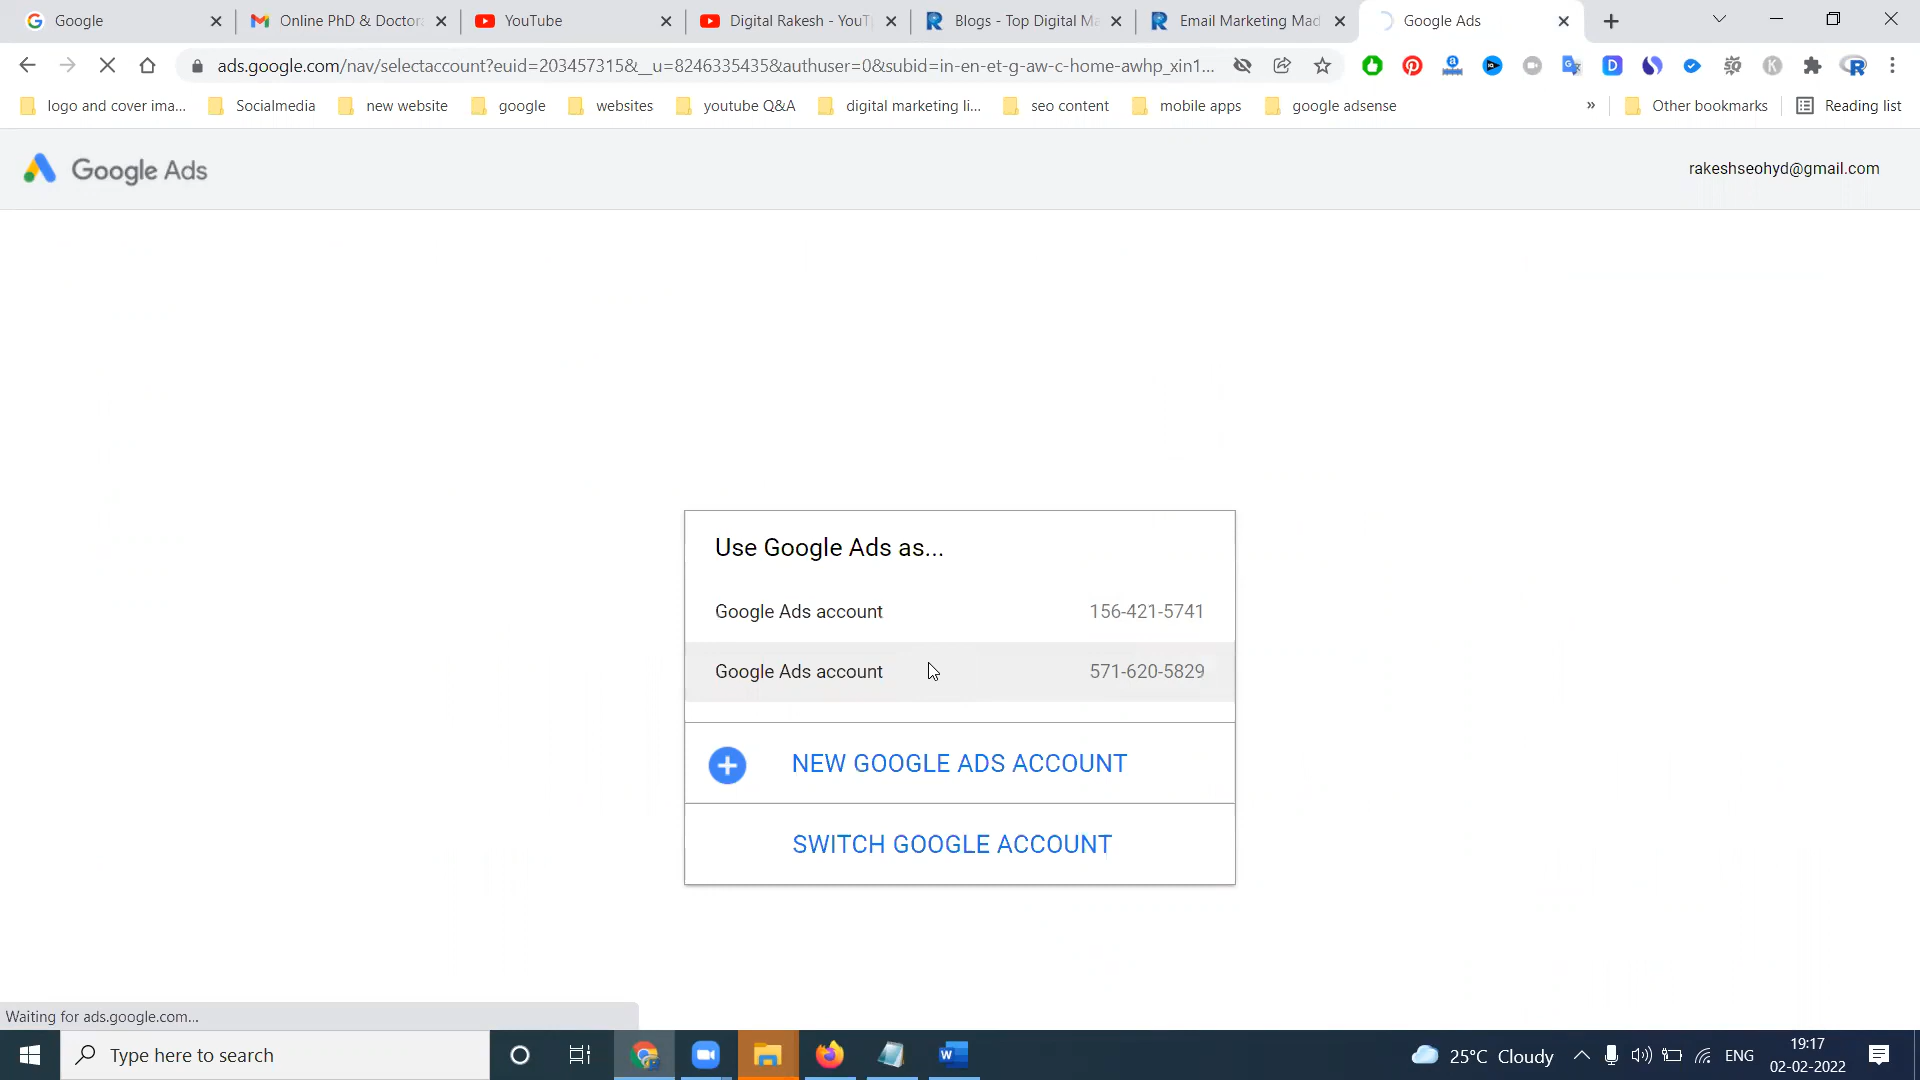 Google
Online PhD & Doctor
YouTube
Digital Rakesh - YouT
Blogs - Top Digital Ma
Email Marketing Mad
Google Ads
ads.google.com/nav/selectaccount?euid=203457315&__u=8246335435&authuser=0&subid=in-en-et-g-aw-c-home-awhp_xin1...
logo and cover ima...
Socialmedia
new website
google
websites
youtube Q&A
digital marketing li...
seo content
mobile apps
google adsense
»
Other bookmarks
Reading list
Google Ads
rakeshseohyd@gmail.com
Use Google Ads as...
Google Ads account 156-421-5741
Google Ads account 571-620-5829
NEW GOOGLE ADS ACCOUNT
SWITCH GOOGLE ACCOUNT
Waiting for ads.google.com...
Type here to search
25°C Cloudy
ENG
19:17
02-02-2022